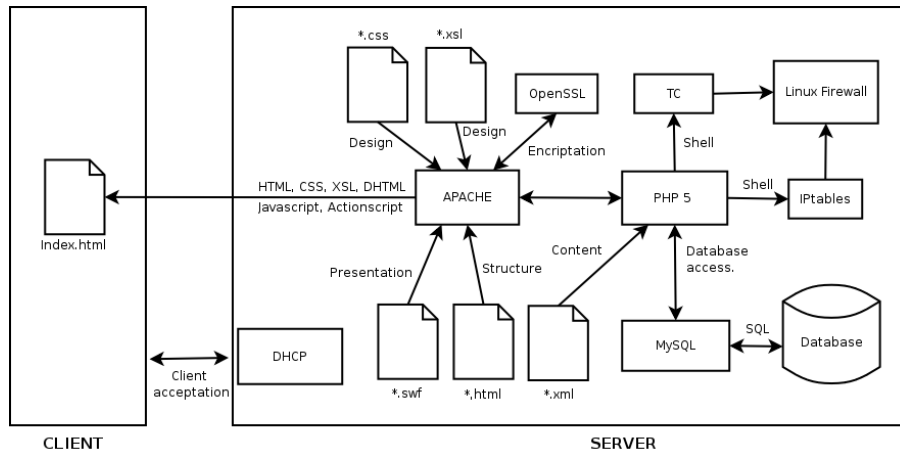 *.css
*.xsl
OpenSSL
TC
Linux Firewall
Design
Design
Encriptation
Shell
HTML, CSS, XSL, DHTML
Javascript, Actionscript
APACHE
PHP 5
Shell
IPtables
Index.html
Presentation
Structure
Content
Database
access.
DHCP
MySQL
SQL
Database
Client
acceptation
*.swf
*.html
*.xml
CLIENT
SERVER